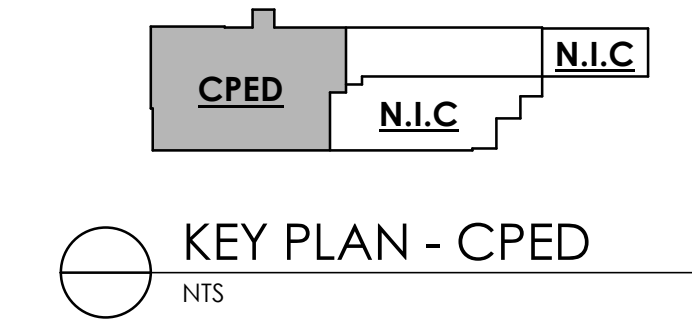 N.I.C
CPED
N.I.C
KEY PLAN - CPED
NTS